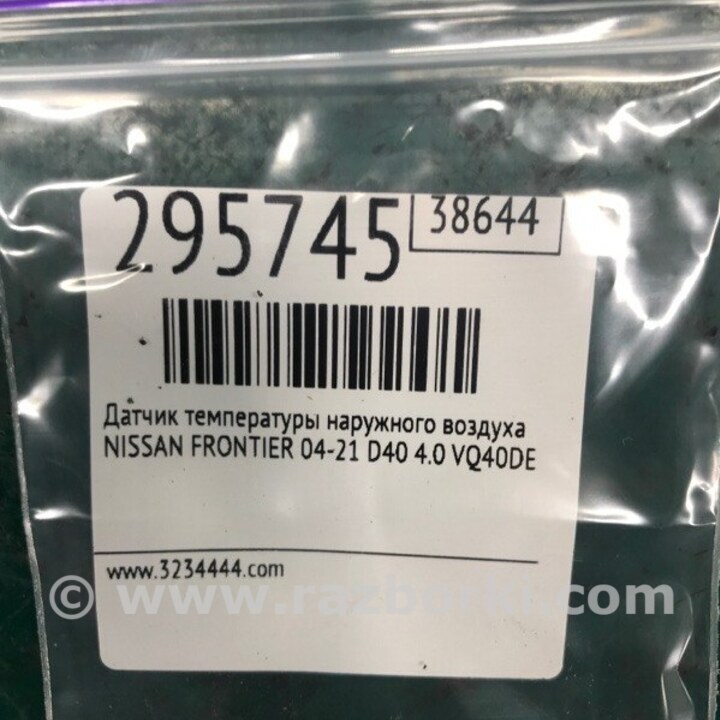 295745 38644
Датчик температуры наружного воздуха
NISSAN FRONTIER 04-21 D40 4.0 VQ40DE
www.3234444.com
© www.razborki.com